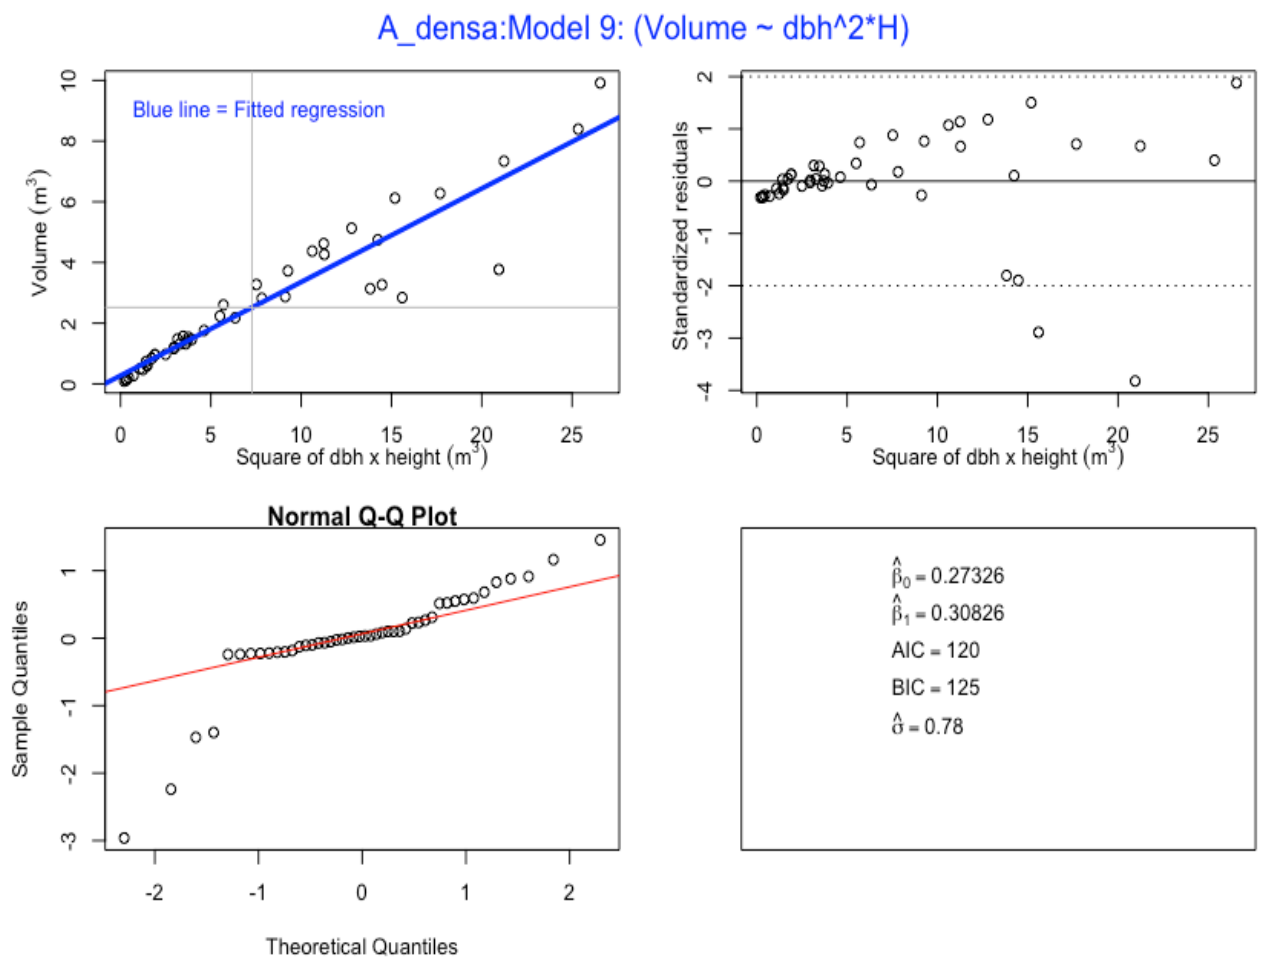 A_densa:Model 9: (Volume ~ dbh^2*H)
Blue line = Fitted regression
Volume (m³)
10
8
6
4
2
0
0 5 10 15 20 25
Square of dbh x height (m³)
Standardized residuals
2
1
0
-1
-2
-3
-4
0 5 10 15 20 25
Square of dbh x height (m³)
Normal Q-Q Plot
Sample Quantiles
1
0
-1
-2
-3
-2 -1 0 1 2
Theoretical Quantiles
β̂₀ = 0.27326
β̂₁ = 0.30826
AIC = 120
BIC = 125
σ̂ = 0.78